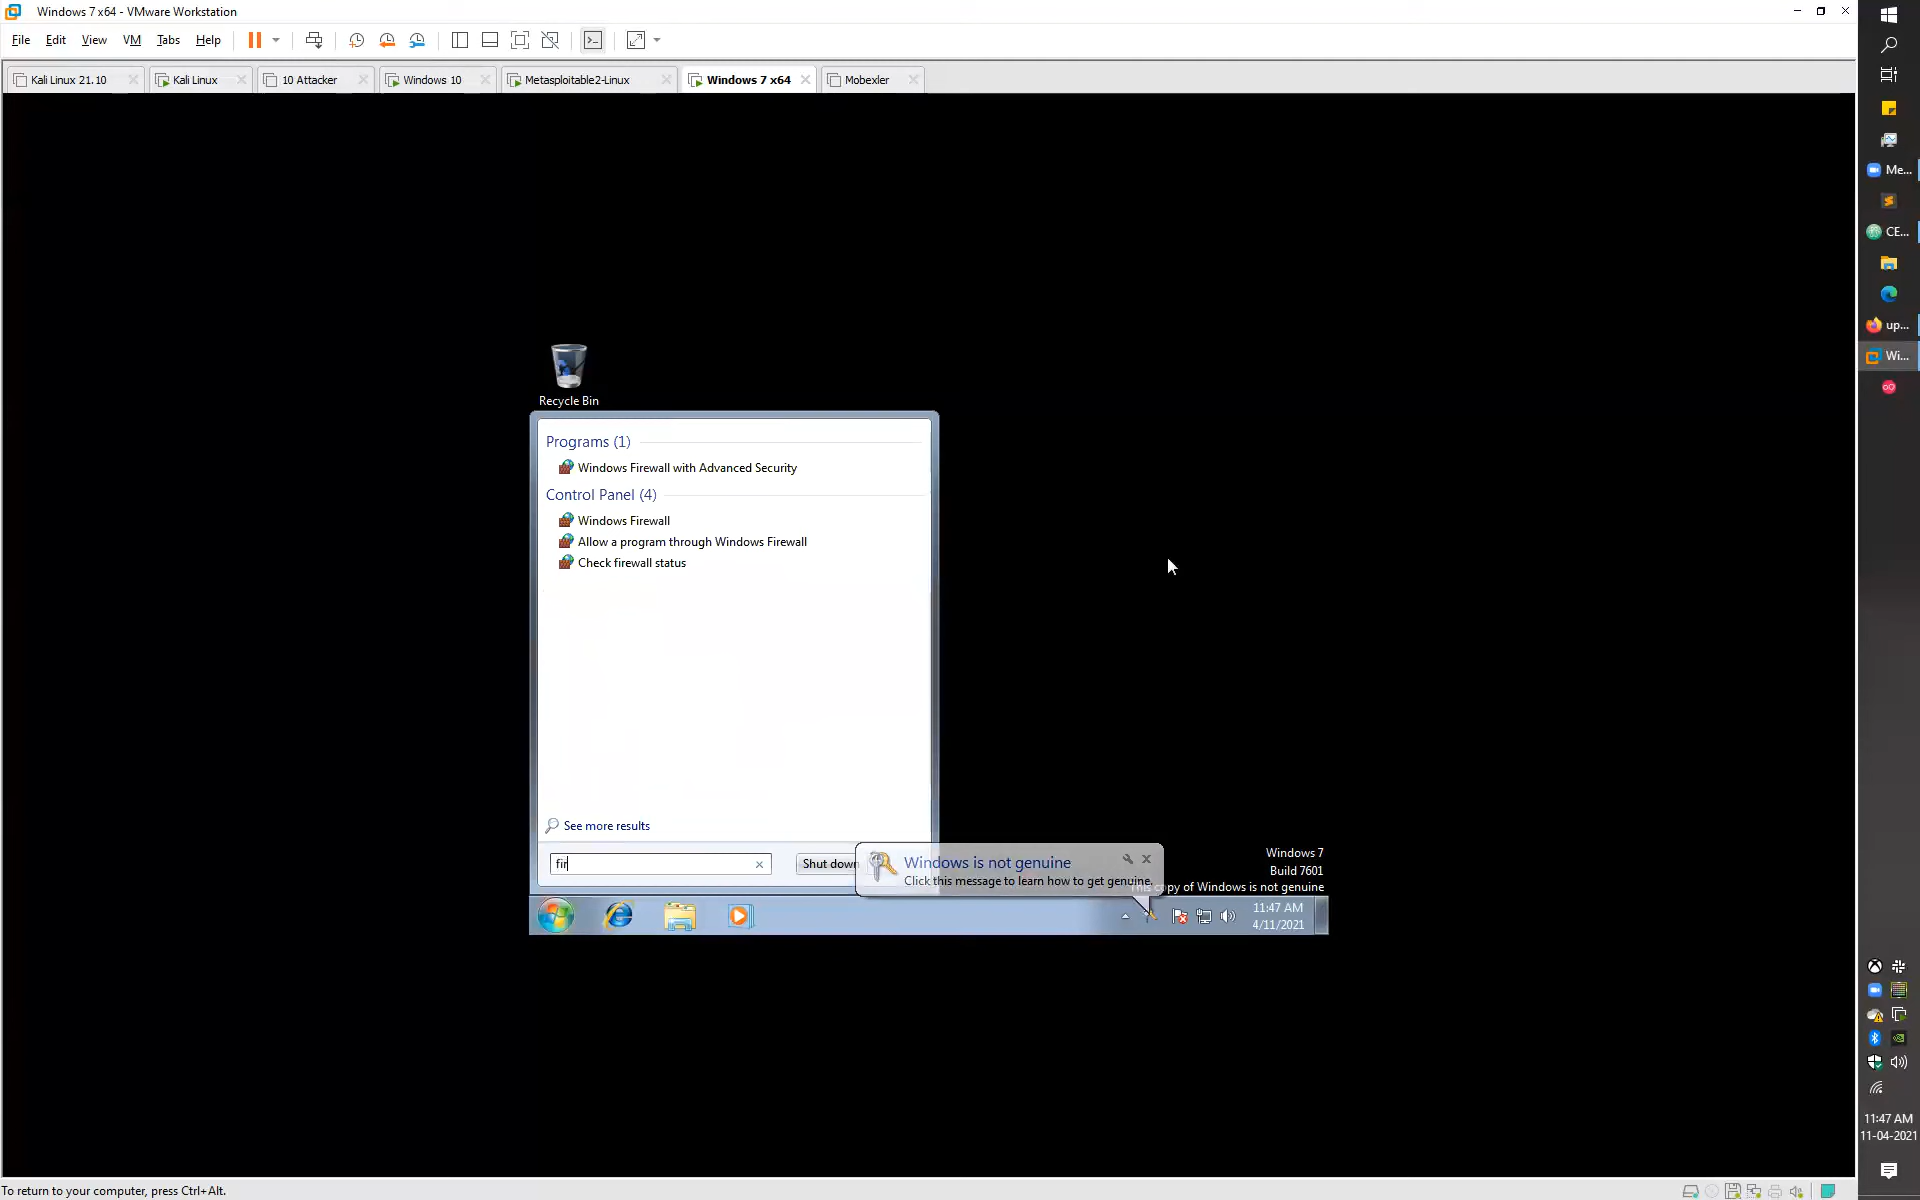 Windows 7 x64 - VMware Workstation
File Edit View VM Tabs Help
Kali Linux 21.10 Kali Linux 10 Attacker Windows 10 Metasploitable2-Linux Windows 7 x64 Mobexler
Me...
CE...
up...
Wi...
Recycle Bin
Programs (1)
Windows Firewall with Advanced Security
Control Panel (4)
Windows Firewall
Allow a program through Windows Firewall
Check firewall status
See more results
fir
Shut down
Windows is not genuine
Click this message to learn how to get genuine.
Windows 7
Build 7601
This copy of Windows is not genuine
11:47 AM
4/11/2021
11:47 AM
11-04-2021
To return to your computer, press Ctrl+Alt.